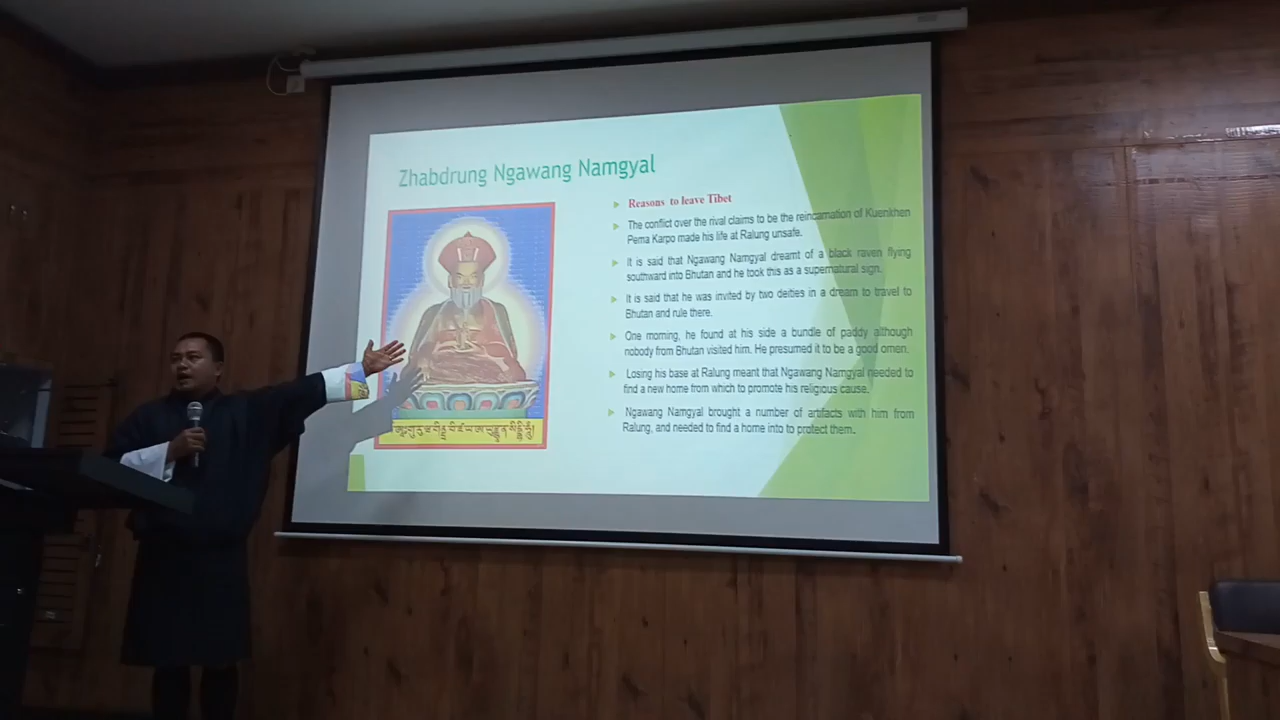 Zhabdrung Ngawang Namgyal
Reasons to leave Tibet
The conflict over the rival claims to be the reincarnation of Kuenkhen
Pema Karpo made his life at Ralung unsafe.
It is said that Ngawang Namgyal dreamt of a black raven flying
southward into Bhutan and he took this as a supernatural sign.
It is said that he was invited by two deities in a dream to travel to
Bhutan and rule there.
One morning, he found at his side a bundle of paddy although
nobody from Bhutan visited him. He presumed it to be a good omen.
Losing his base at Ralung meant that Ngawang Namgyal needed to
find a new home from which to promote his religious cause.
Ngawang Namgyal brought a number of artifacts with him from
Ralung, and needed to find a home into to protect them.